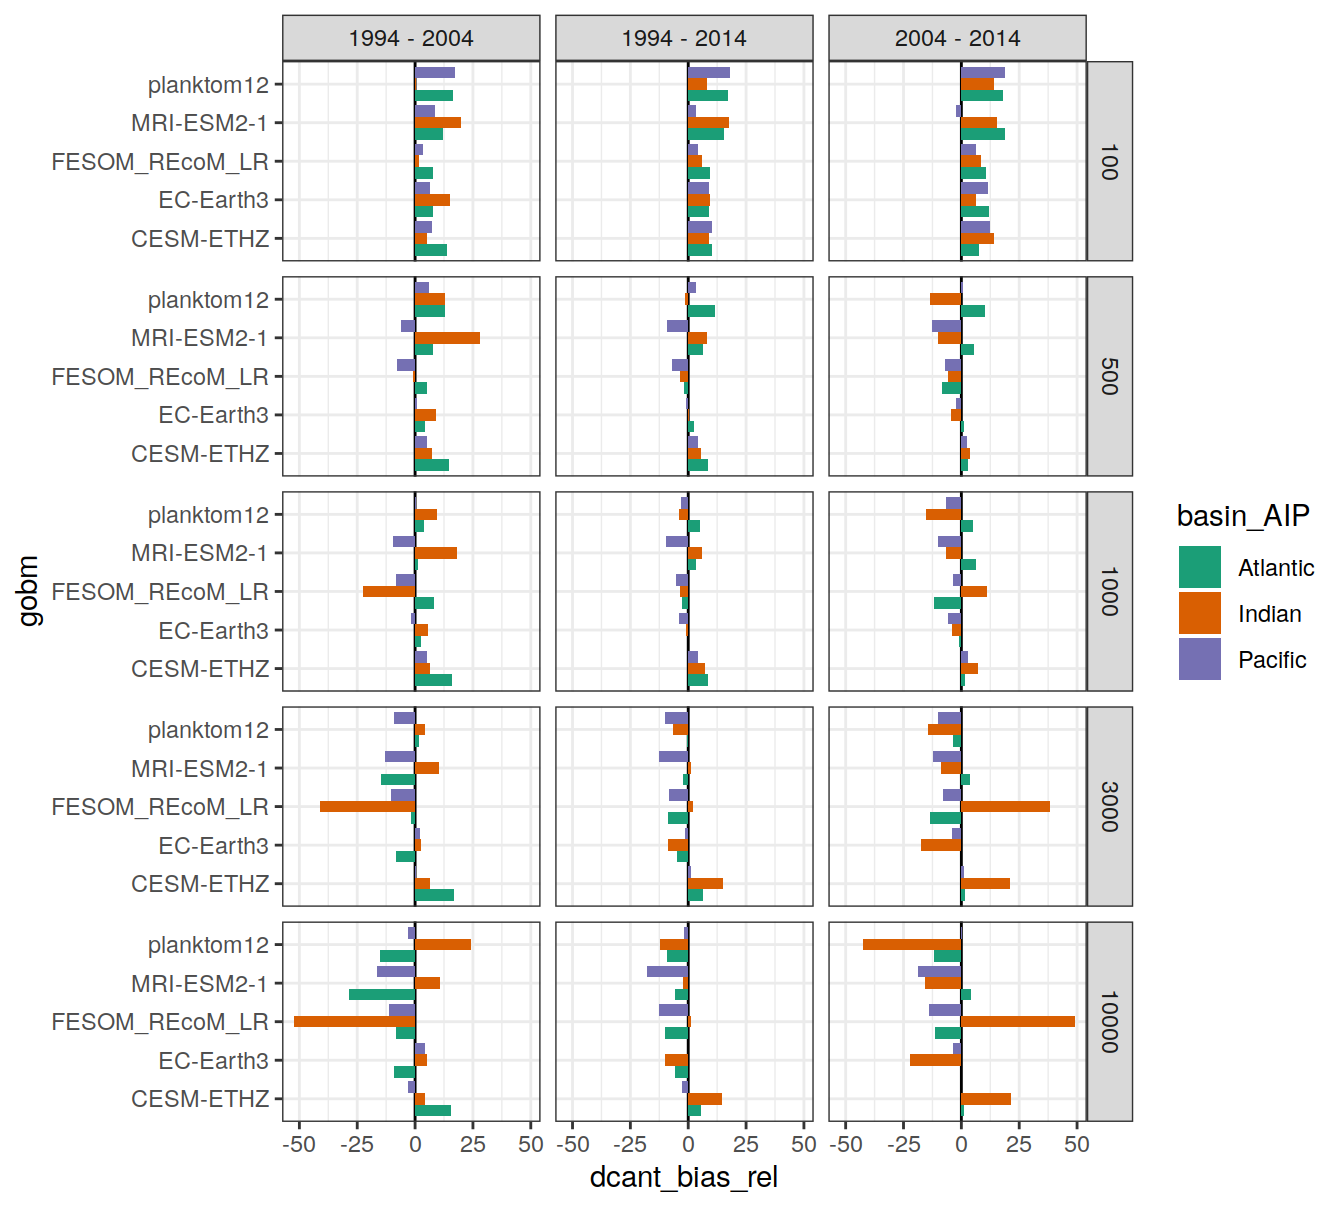 1994 - 2004
1994 - 2014
2004 - 2014
planktom12
MRI-ESM2-1
FESOM_REcoM_LR
EC-Earth3
CESM-ETHZ
100
planktom12
MRI-ESM2-1
FESOM_REcoM_LR
EC-Earth3
CESM-ETHZ
500
planktom12
MRI-ESM2-1
FESOM_REcoM_LR
EC-Earth3
CESM-ETHZ
1000
planktom12
MRI-ESM2-1
FESOM_REcoM_LR
EC-Earth3
CESM-ETHZ
3000
planktom12
MRI-ESM2-1
FESOM_REcoM_LR
EC-Earth3
CESM-ETHZ
10000
-50 -25 0 25 50
-50 -25 0 25 50
-50 -25 0 25 50
dcant_bias_rel
gobm
basin_AIP
Atlantic
Indian
Pacific